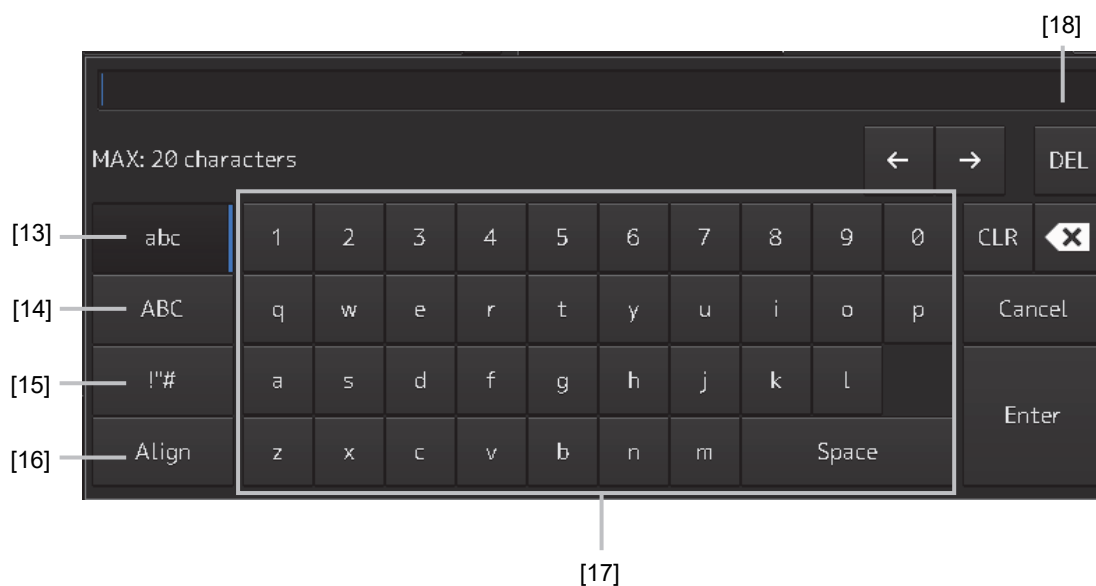 [18]
MAX: 20 characters ← → DEL
[13] abc 1 2 3 4 5 6 7 8 9 0 CLR
[14] ABC q w e r t y u i o p Cancel
[15] !"# a s d f g h j k l
Enter
[16] Align z x c v b n m Space
[17]